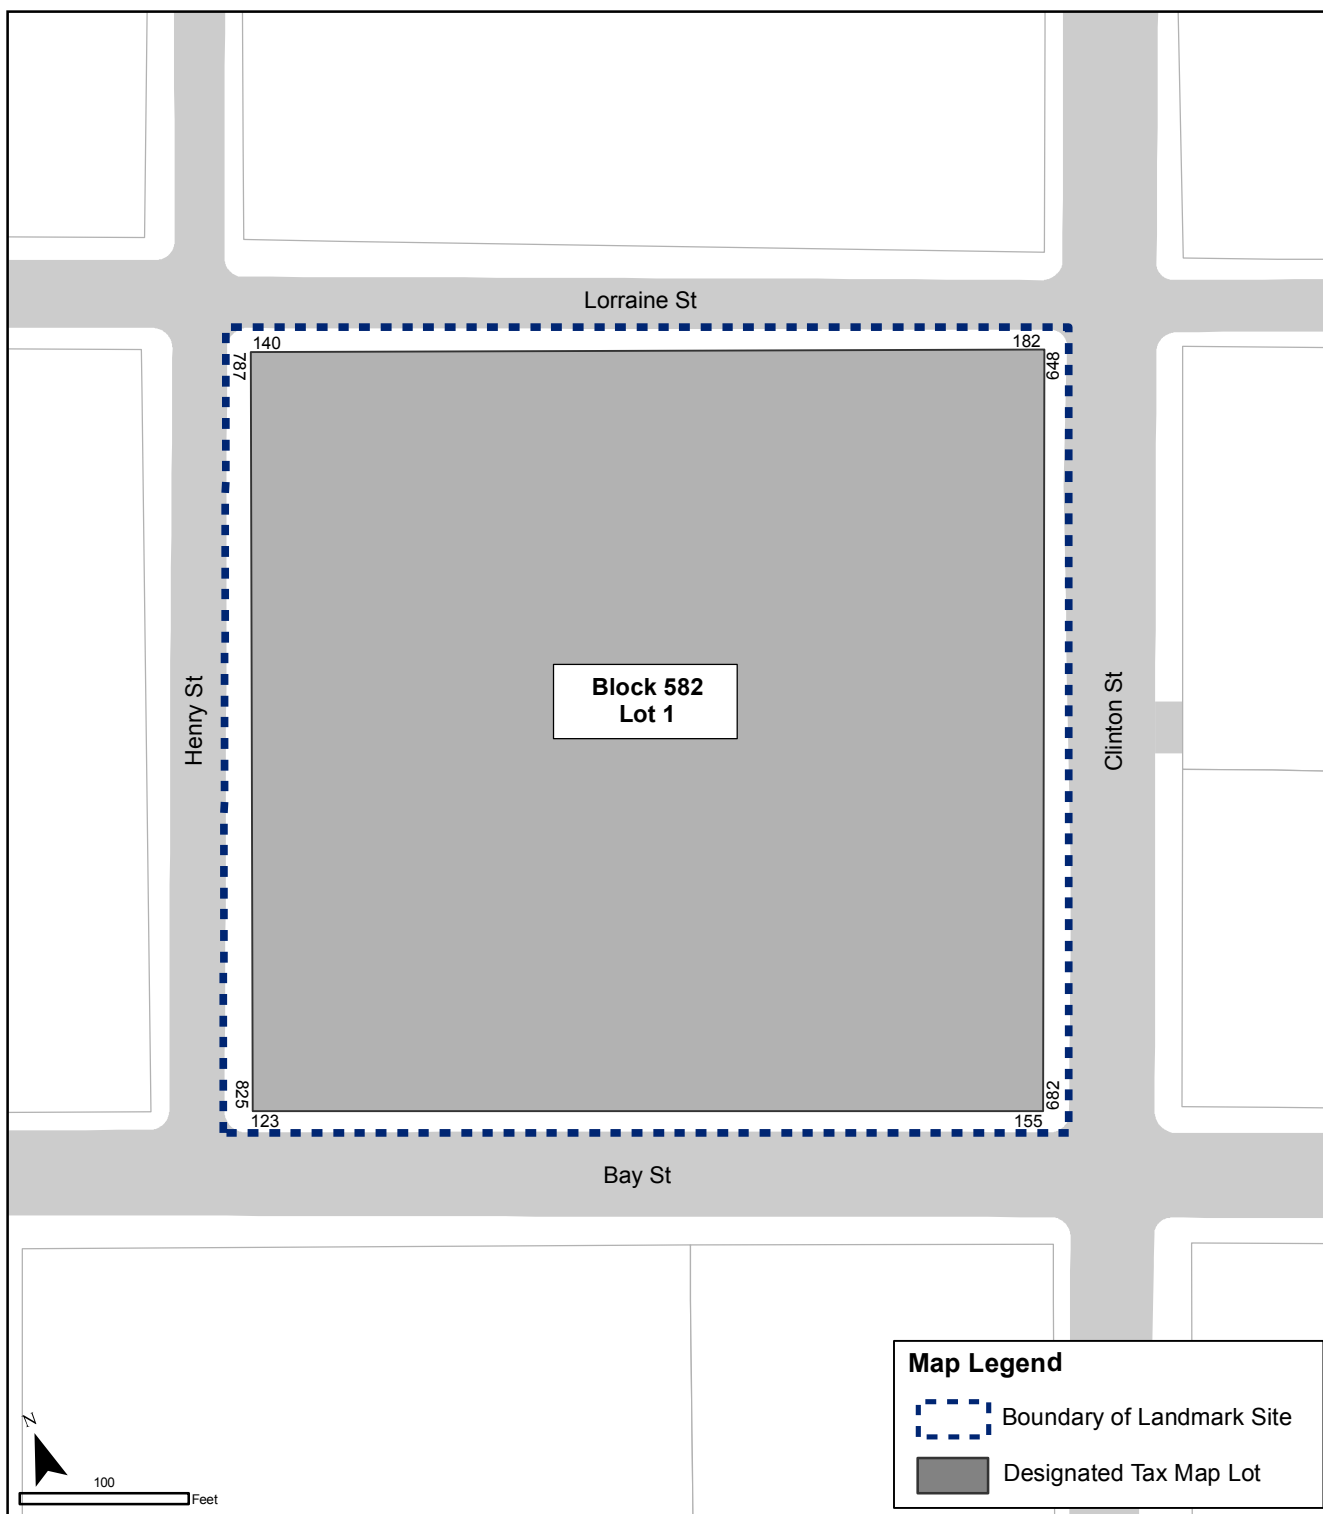 Lorraine St
140
182
787
648
Block 582
Lot 1
Henry St
Clinton St
825
682
123
155
Bay St
Map Legend
Boundary of Landmark Site
Designated Tax Map Lot
N
100
Feet